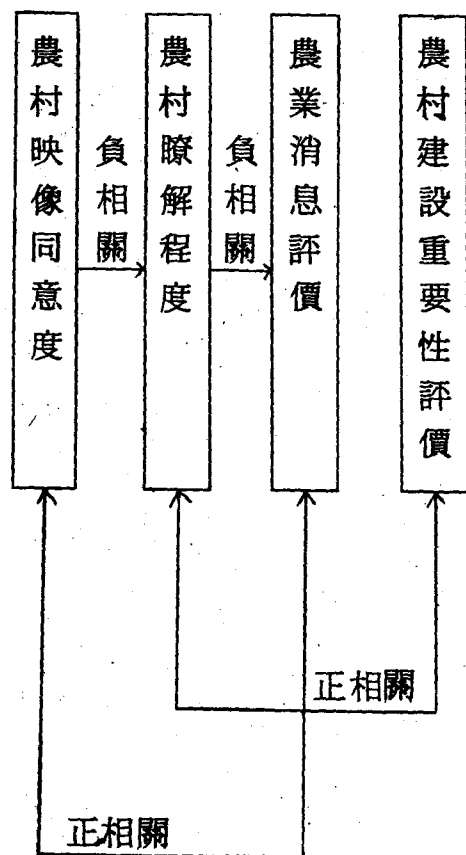 農村映像同意度
負相關
農村瞭解程度
負相關
農業消息評價
農村建設重要性評價
正相關
正相關